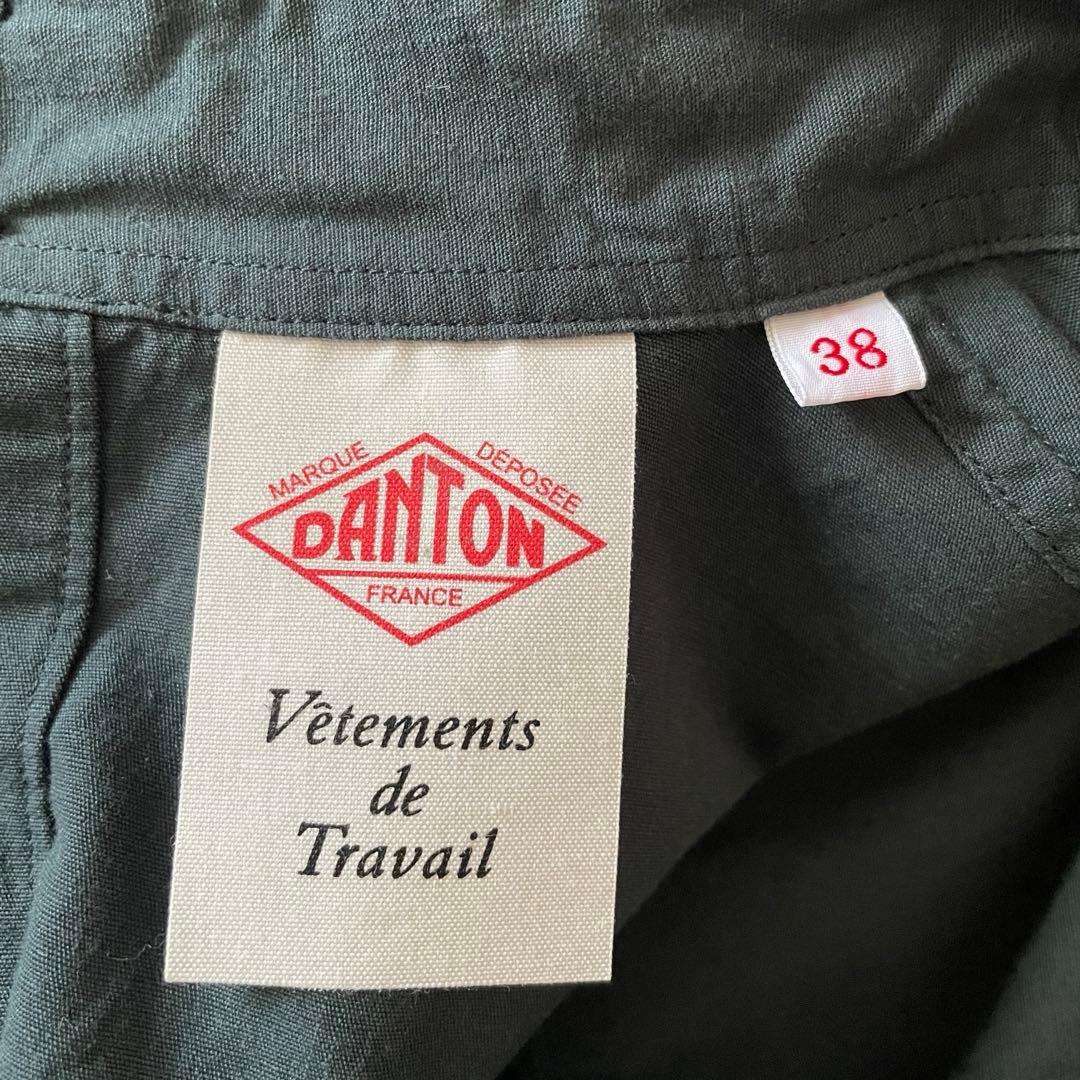 MARQUE DÉPOSÉE
DANTON
FRANCE
Vêtements
de
Travail
38